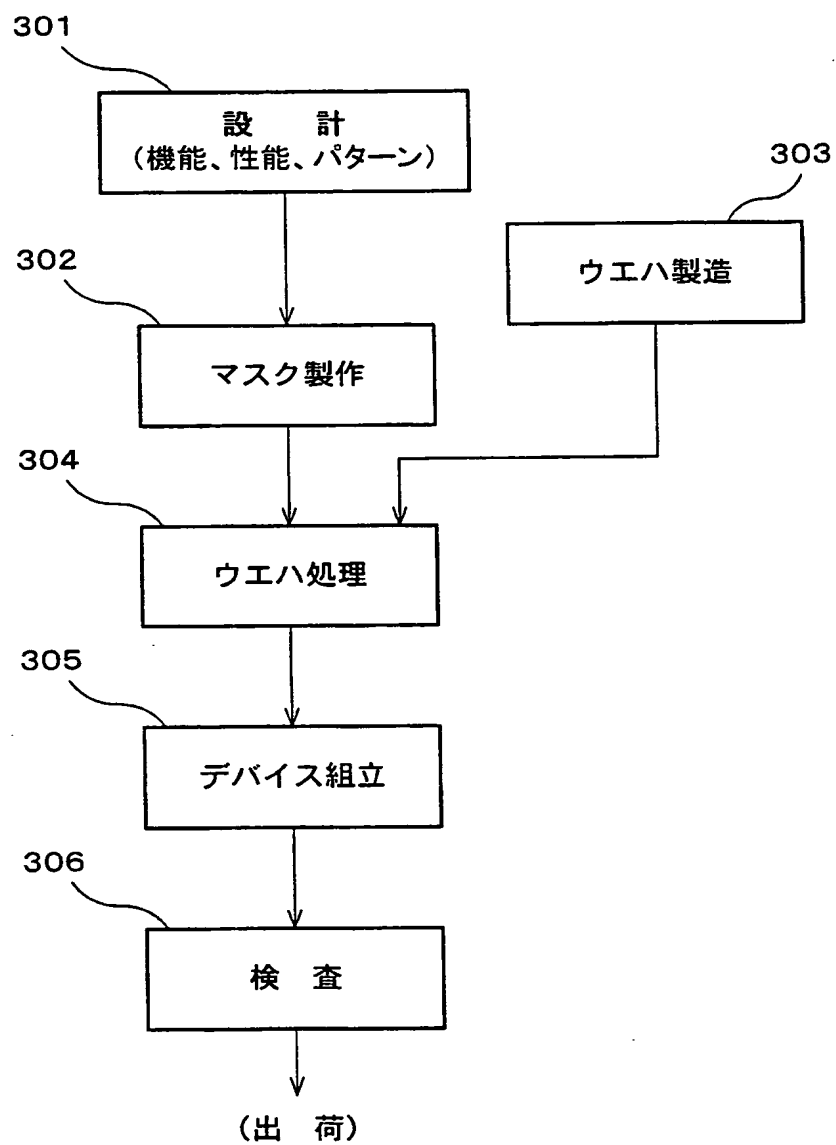 301
設　計
(機能、性能、パターン)
303
ウエハ製造
302
マスク製作
304
ウエハ処理
305
デバイス組立
306
検　査
(出　荷)